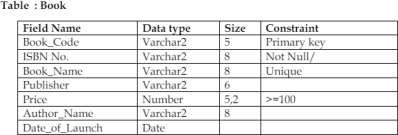 Table : Book
Field Name Data type Size Constraint
Book_Code Varchar2 5 Primary key
ISBN No. Varchar2 8 Not Null/
Book_Name Varchar2 8 Unique
Publisher Varchar2 6
Price Number 5,2 >=100
Author_Name Varchar2 8
Date_of_Launch Date